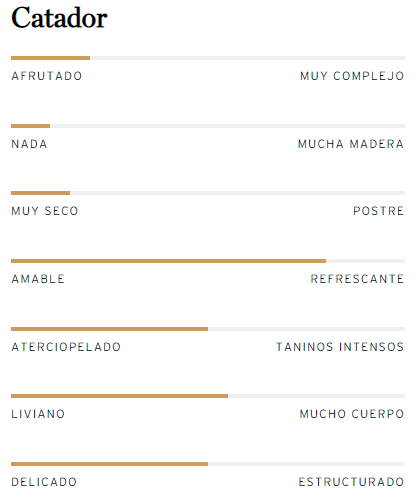 Catador
AFRUTADO MUY COMPLEJO
NADA MUCHA MADERA
MUY SECO POSTRE
AMABLE REFRESCANTE
ATERCIOPELADO TANINOS INTENSOS
LIVIANO MUCHO CUERPO
DELICADO ESTRUCTURADO